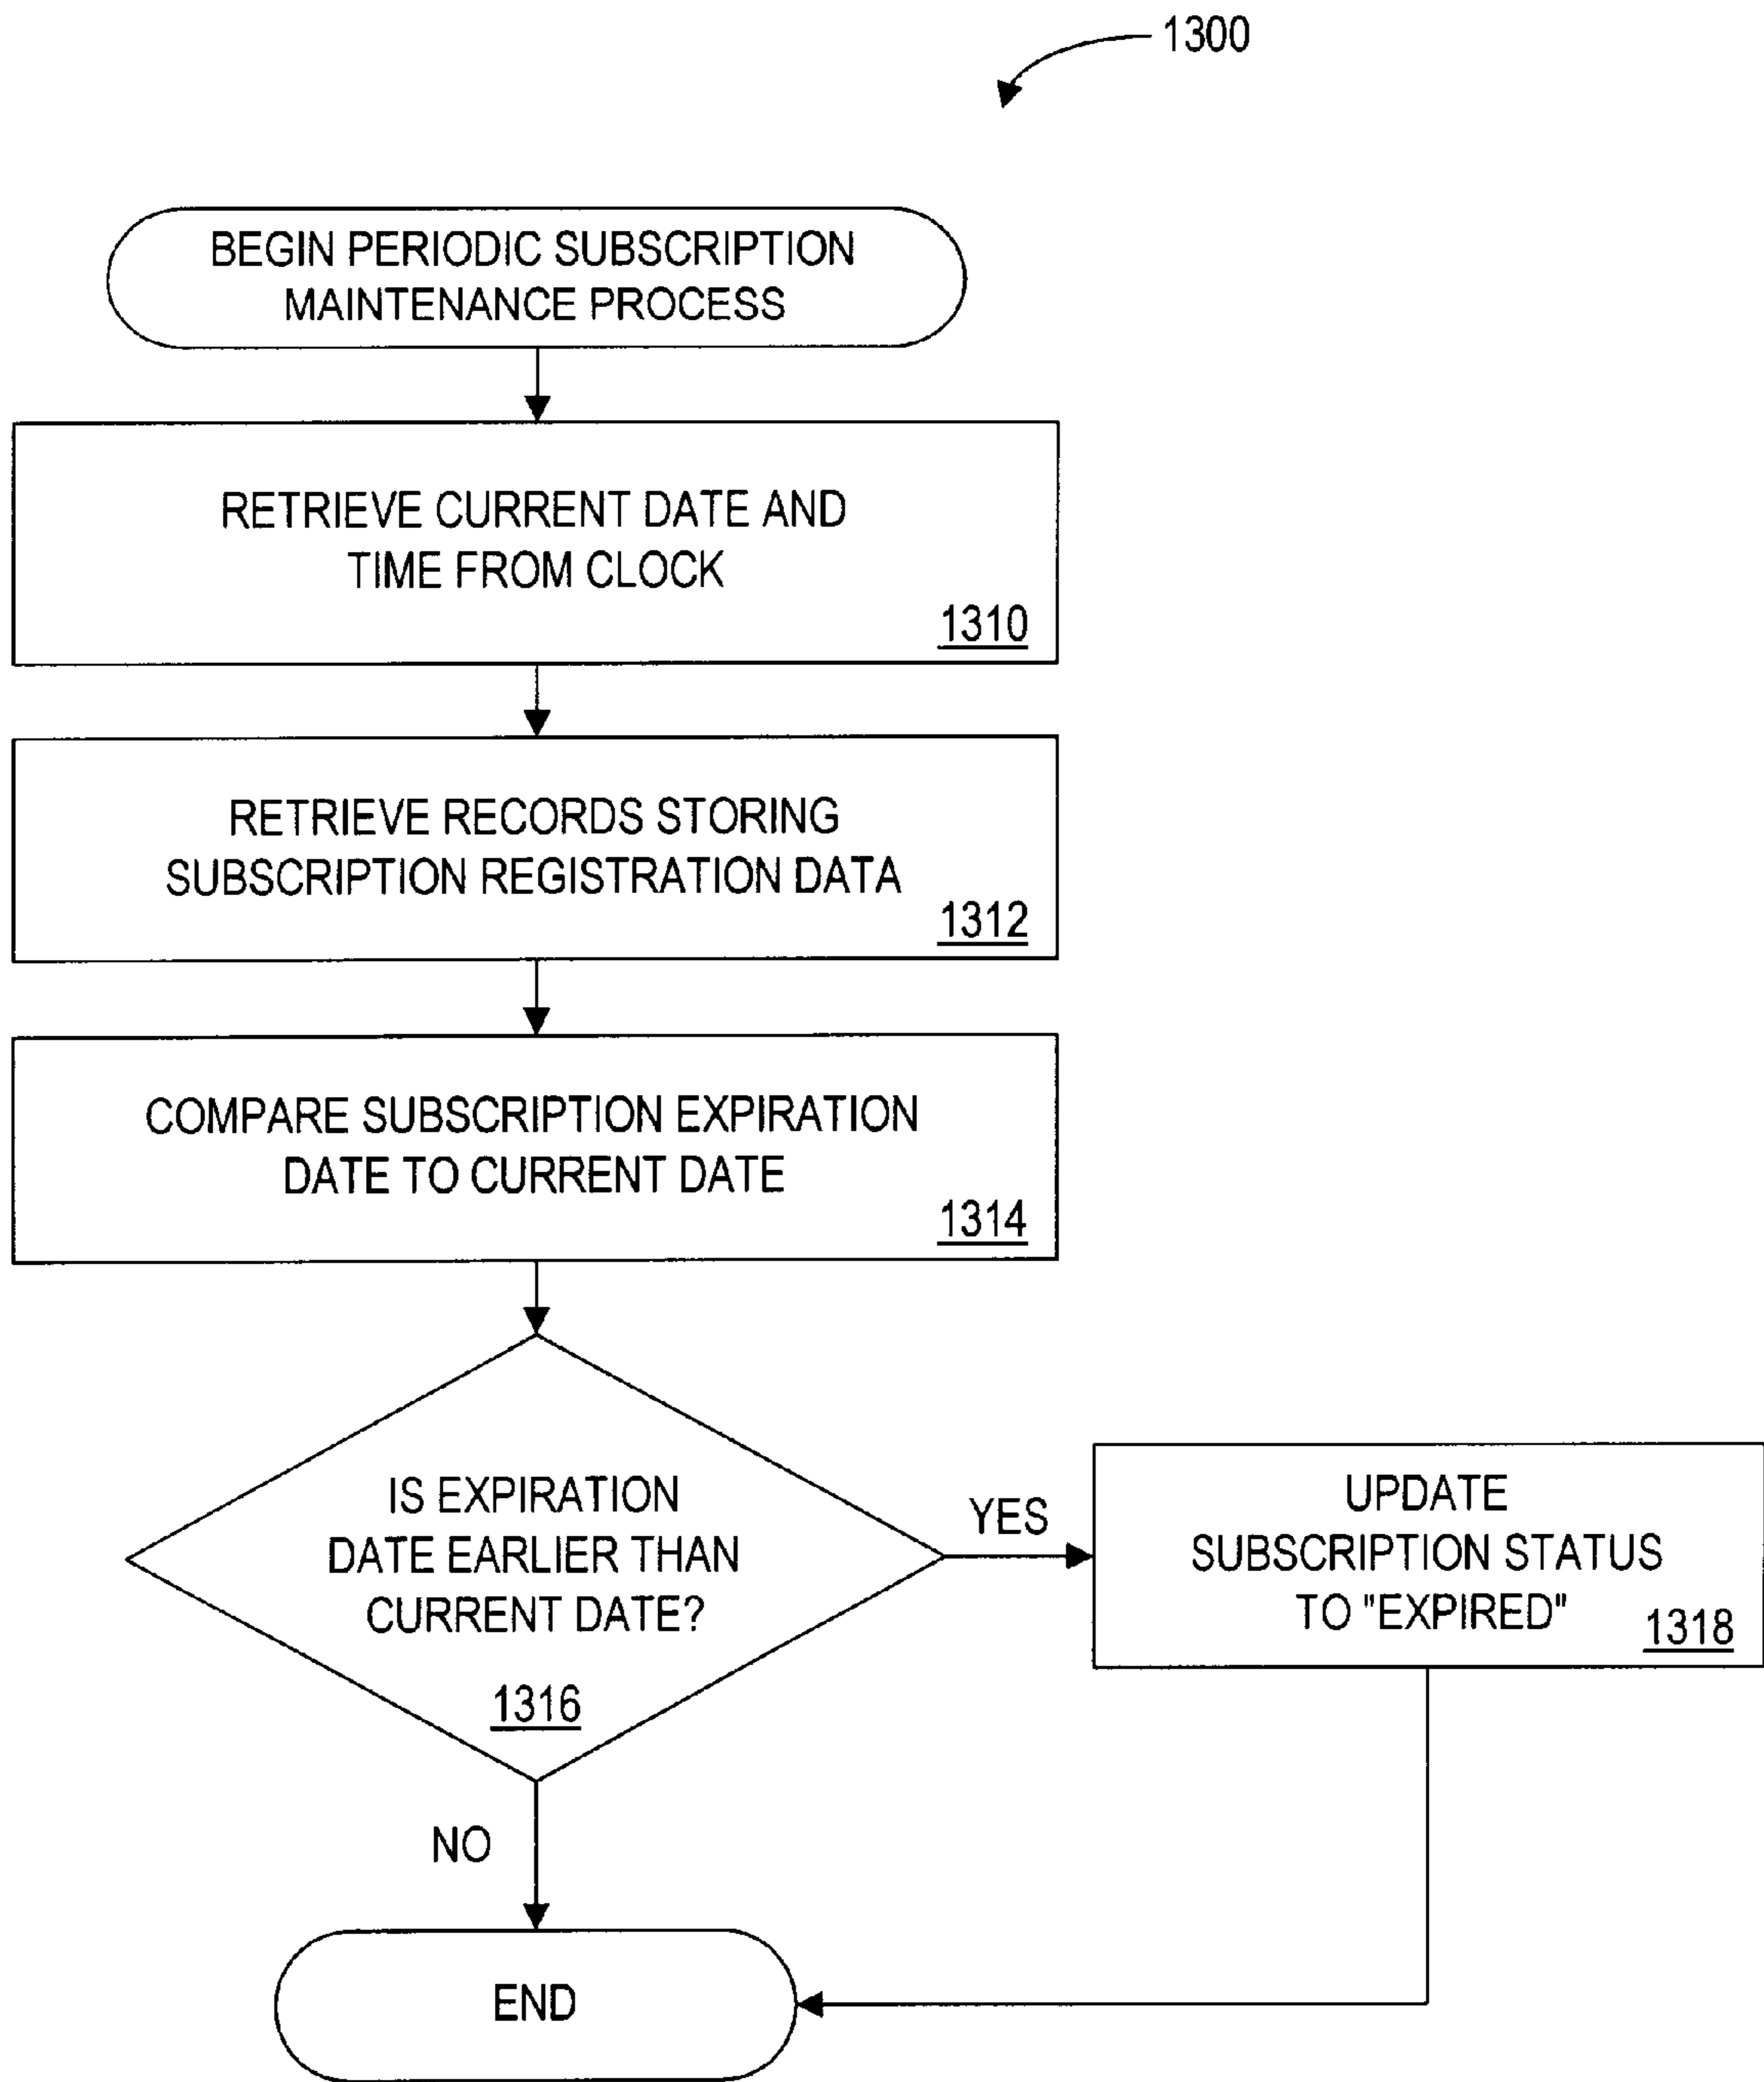 1300
BEGIN PERIODIC SUBSCRIPTION
MAINTENANCE PROCESS
RETRIEVE CURRENT DATE AND
TIME FROM CLOCK
1310
RETRIEVE RECORDS STORING
SUBSCRIPTION REGISTRATION DATA
1312
COMPARE SUBSCRIPTION EXPIRATION
DATE TO CURRENT DATE
1314
IS EXPIRATION
DATE EARLIER THAN
CURRENT DATE?
1316
YES
UPDATE
SUBSCRIPTION STATUS
TO "EXPIRED"
1318
NO
END